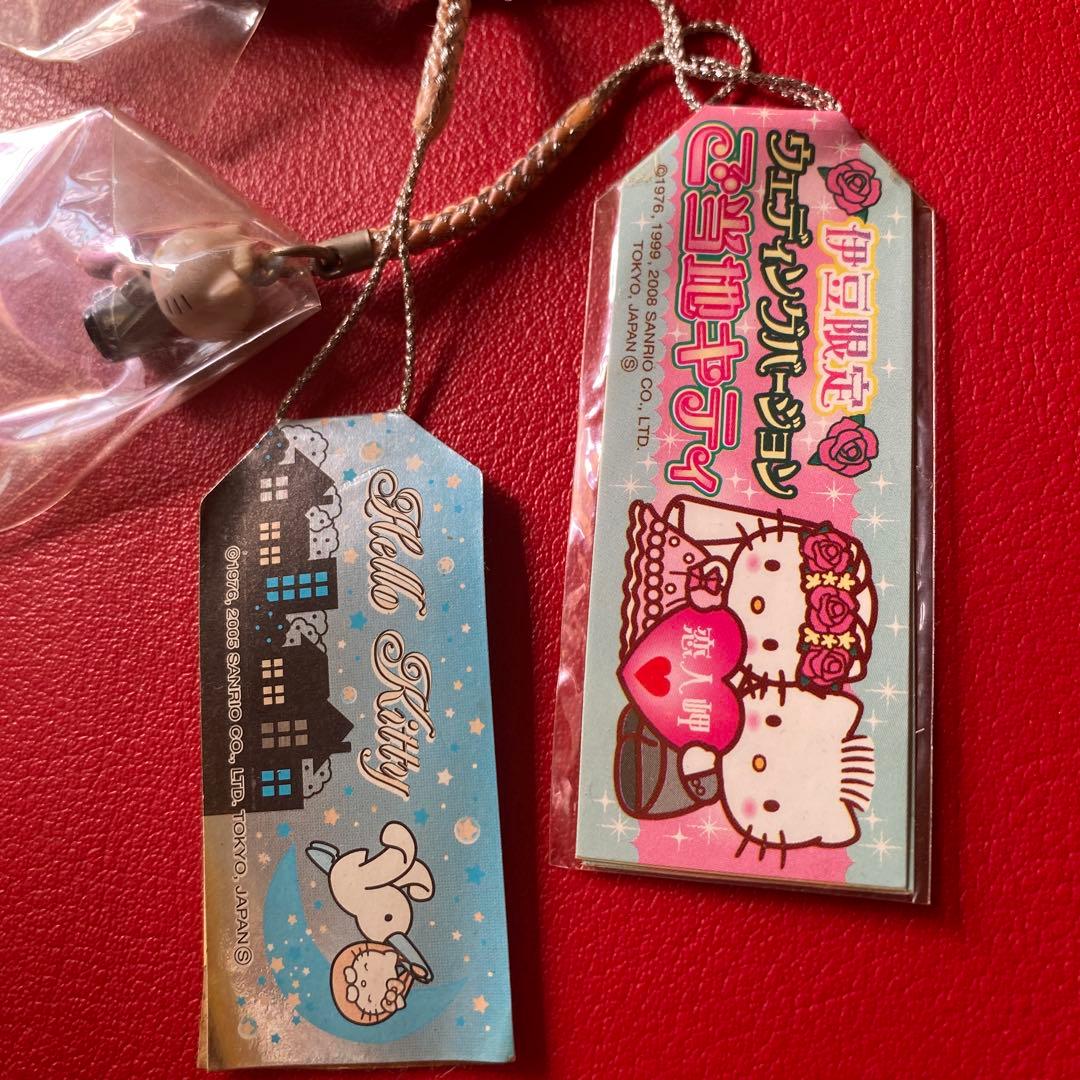 Hello Kitty
©1976, 2005 SANRIO CO., LTD. TOKYO, JAPAN Ⓢ
伊豆限定
ウェディングバージョン
ご当地キティ
©1976, 1999, 2008 SANRIO CO., LTD.
TOKYO, JAPAN Ⓢ
恋人岬